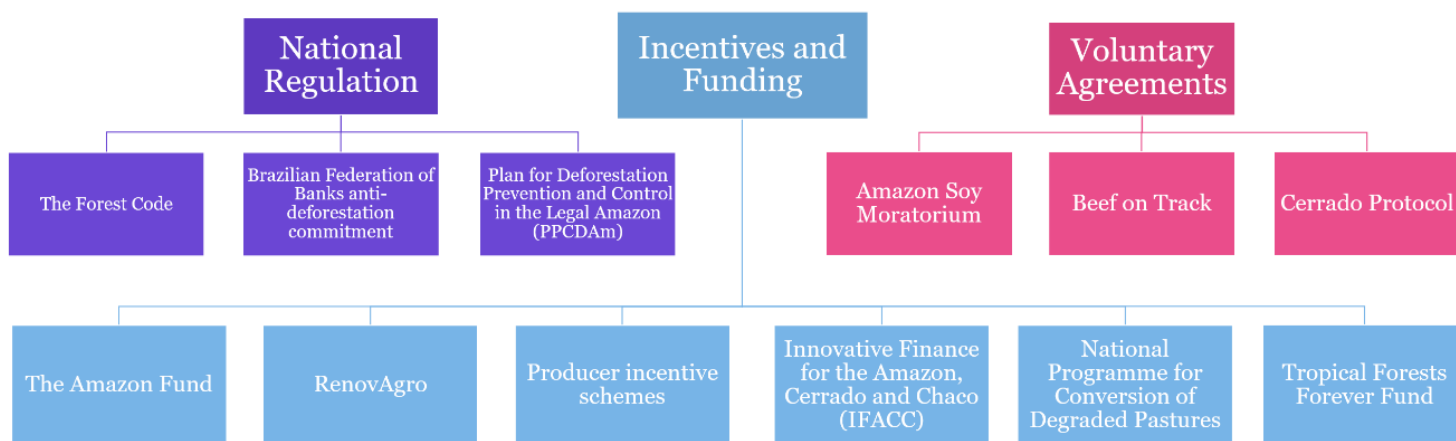 National
Regulation
Incentives and
Funding
Voluntary
Agreements
The Forest Code
Brazilian Federation of
Banks anti-
deforestation
commitment
Plan for Deforestation
Prevention and Control
in the Legal Amazon
(PPCDAm)
Amazon Soy
Moratorium
Beef on Track
Cerrado Protocol
The Amazon Fund
RenovAgro
Producer incentive
schemes
Innovative Finance
for the Amazon,
Cerrado and Chaco
(IFACC)
National
Programme for
Conversion of
Degraded Pastures
Tropical Forests
Forever Fund